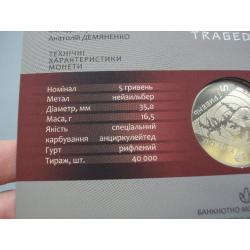 Анатолій ДЕМЯНЕНКО
TRAGED
ТЕХНІЧНІ
ХАРАКТЕРИСТИКИ
МОНЕТИ
Номінал 5 гривень
Метал нейзильбер
Діаметр, мм 35,0
Маса, г 16,5
Якість спеціальний
карбування анциркулейтед
Гурт рифлений
Тираж, шт. 40 000
БАНКНОТНО-МО